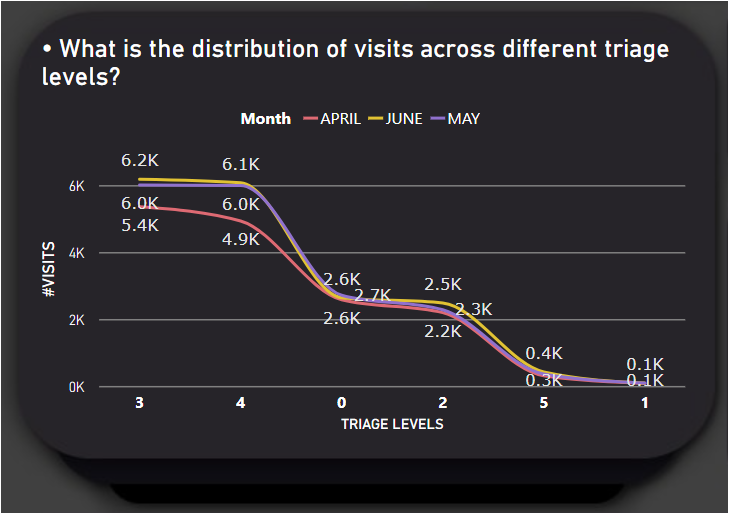 • What is the distribution of visits across different triage
levels?
Month APRIL JUNE MAY
6.2K 6.1K
6K
6.0K 6.0K
5.4K 4.9K
4K
2.6K 2.7K 2.5K 2.3K
2K
2.6K 2.2K
0.4K 0.1K
0K
0.3K 0.1K
3 4 0 2 5 1
#VISITS
TRIAGE LEVELS